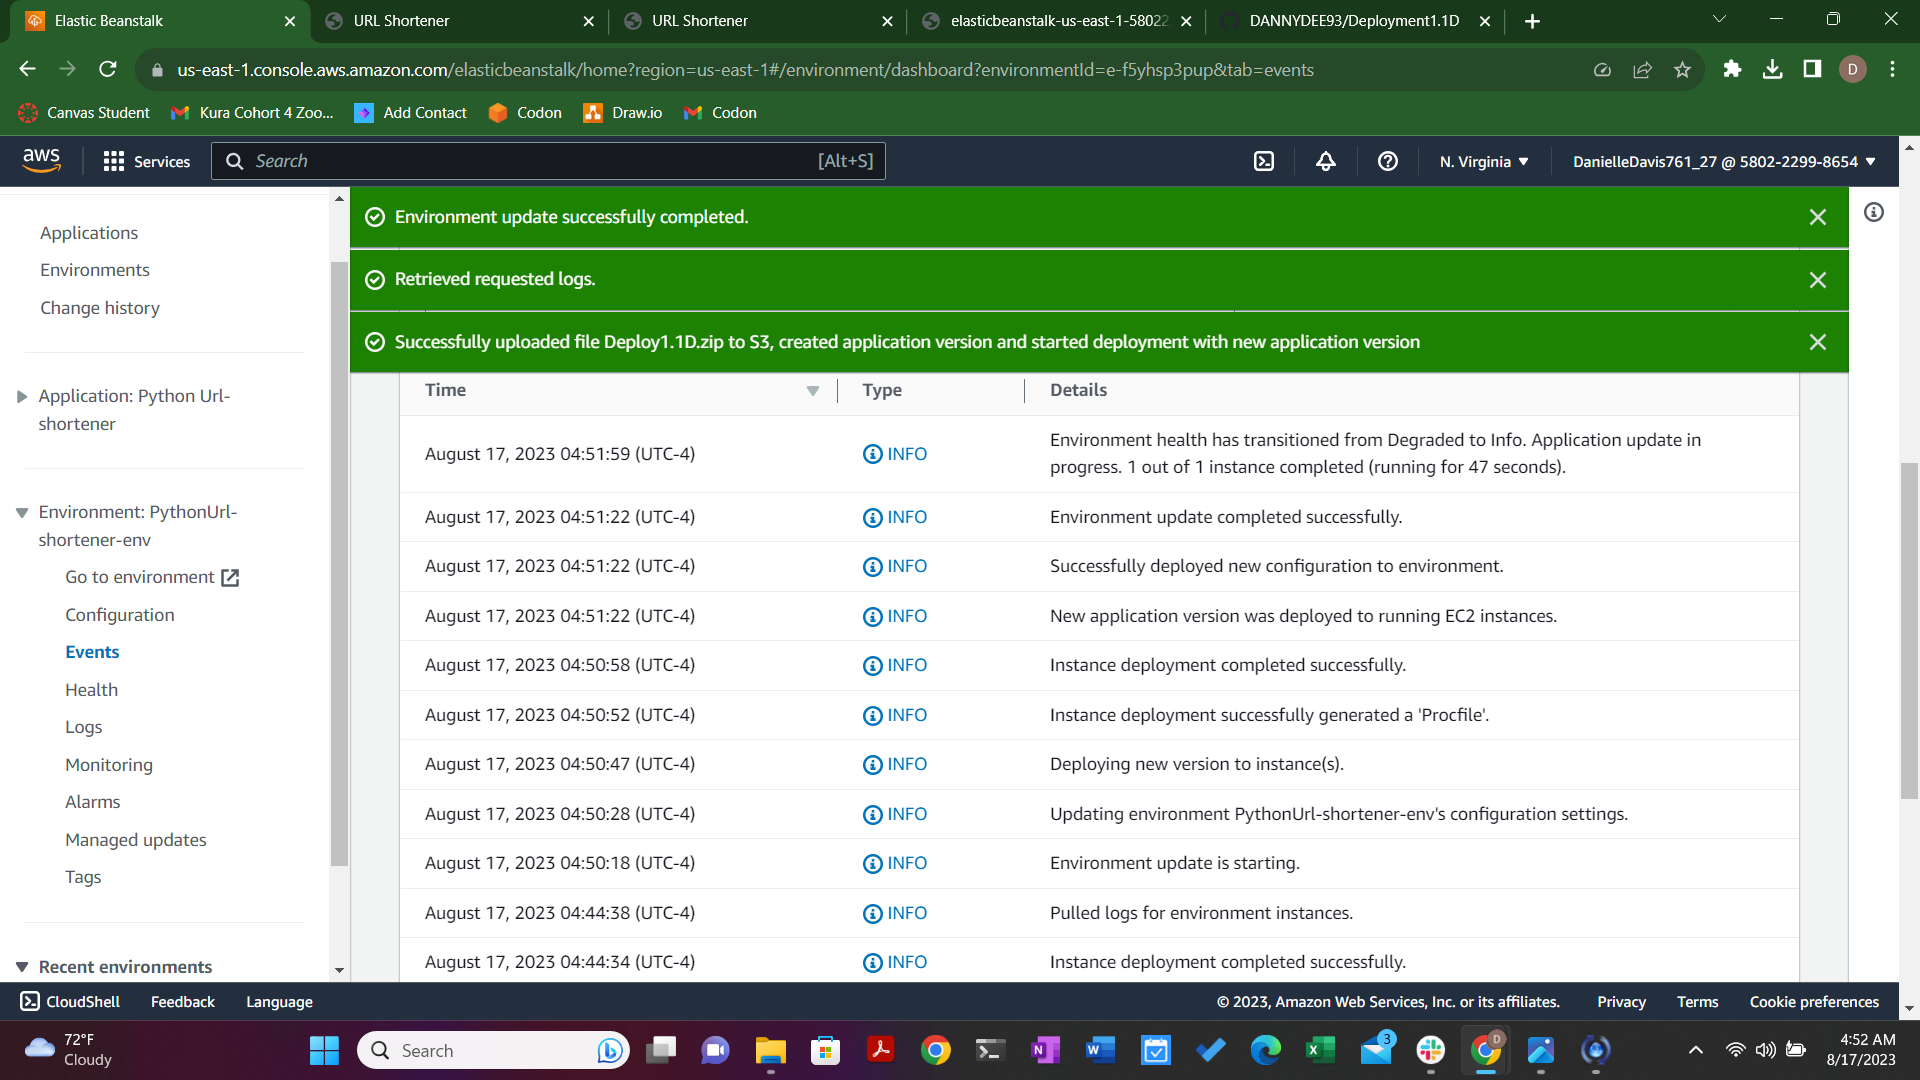 Elastic Beanstalk
URL Shortener
URL Shortener
elasticbeanstalk-us-east-1-58022
DANNYDEE93/Deployment1.1D
us-east-1.console.aws.amazon.com/elasticbeanstalk/home?region=us-east-1#/environment/dashboard?environmentId=e-f5yhsp3pup&tab=events
D
Canvas Student
Kura Cohort 4 Zoo...
Add Contact
Codon
Draw.io
Codon
aws
Services
Search
[Alt+S]
N. Virginia
DanielleDavis761_27 @ 5802-2299-8654
Applications
Environments
Change history
Application: Python Url-
shortener
Environment: PythonUrl-
shortener-env
Go to environment
Configuration
Events
Health
Logs
Monitoring
Alarms
Managed updates
Tags
Recent environments
Environment update successfully completed.
Retrieved requested logs.
Successfully uploaded file Deploy1.1D.zip to S3, created application version and started deployment with new application version
Time Type Details
August 17, 2023 04:51:59 (UTC-4) INFO Environment health has transitioned from Degraded to Info. Application update in
progress. 1 out of 1 instance completed (running for 47 seconds).
August 17, 2023 04:51:22 (UTC-4) INFO Environment update completed successfully.
August 17, 2023 04:51:22 (UTC-4) INFO Successfully deployed new configuration to environment.
August 17, 2023 04:51:22 (UTC-4) INFO New application version was deployed to running EC2 instances.
August 17, 2023 04:50:58 (UTC-4) INFO Instance deployment completed successfully.
August 17, 2023 04:50:52 (UTC-4) INFO Instance deployment successfully generated a 'Procfile'.
August 17, 2023 04:50:47 (UTC-4) INFO Deploying new version to instance(s).
August 17, 2023 04:50:28 (UTC-4) INFO Updating environment PythonUrl-shortener-env's configuration settings.
August 17, 2023 04:50:18 (UTC-4) INFO Environment update is starting.
August 17, 2023 04:44:38 (UTC-4) INFO Pulled logs for environment instances.
August 17, 2023 04:44:34 (UTC-4) INFO Instance deployment completed successfully.
CloudShell
Feedback
Language
© 2023, Amazon Web Services, Inc. or its affiliates.
Privacy
Terms
Cookie preferences
72°F
Cloudy
Search
3
D
4:52 AM
8/17/2023